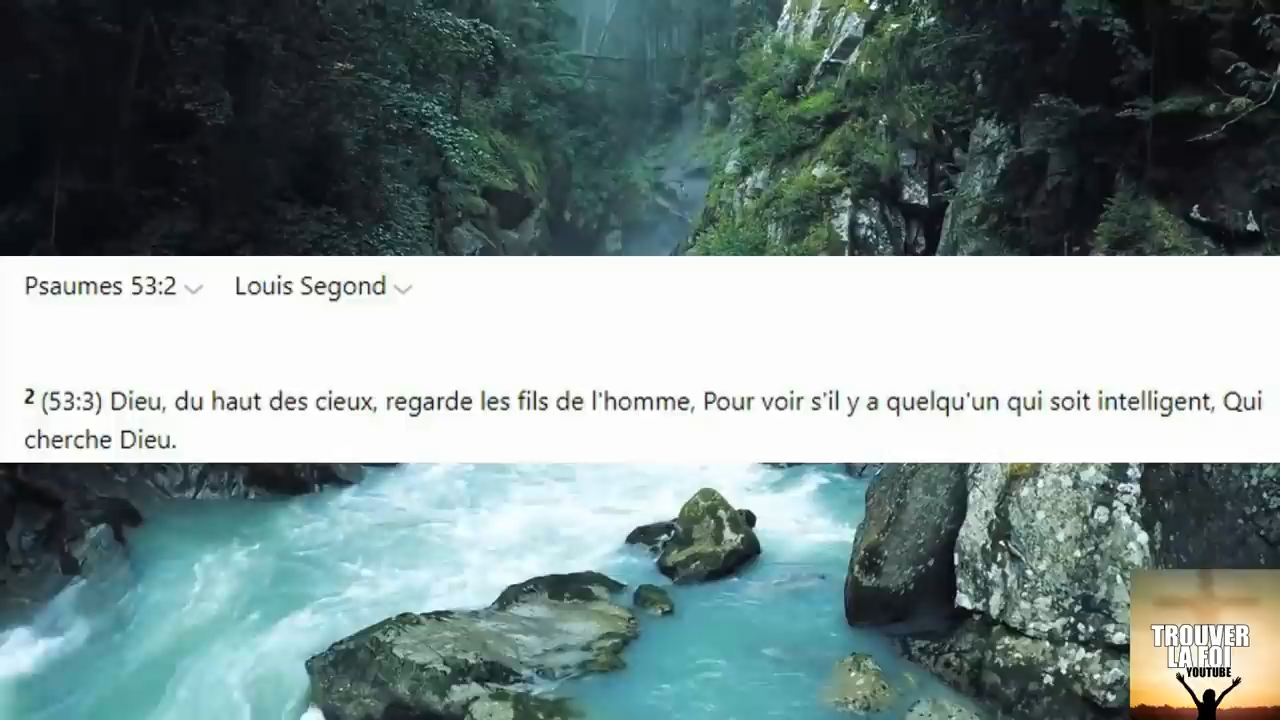 Psaumes 53:2 Louis Segond
2 (53:3) Dieu, du haut des cieux, regarde les fils de l'homme, Pour voir s'il y a quelqu'un qui soit intelligent, Qui
cherche Dieu.
TROUVER
LA FOI
YOUTUBE